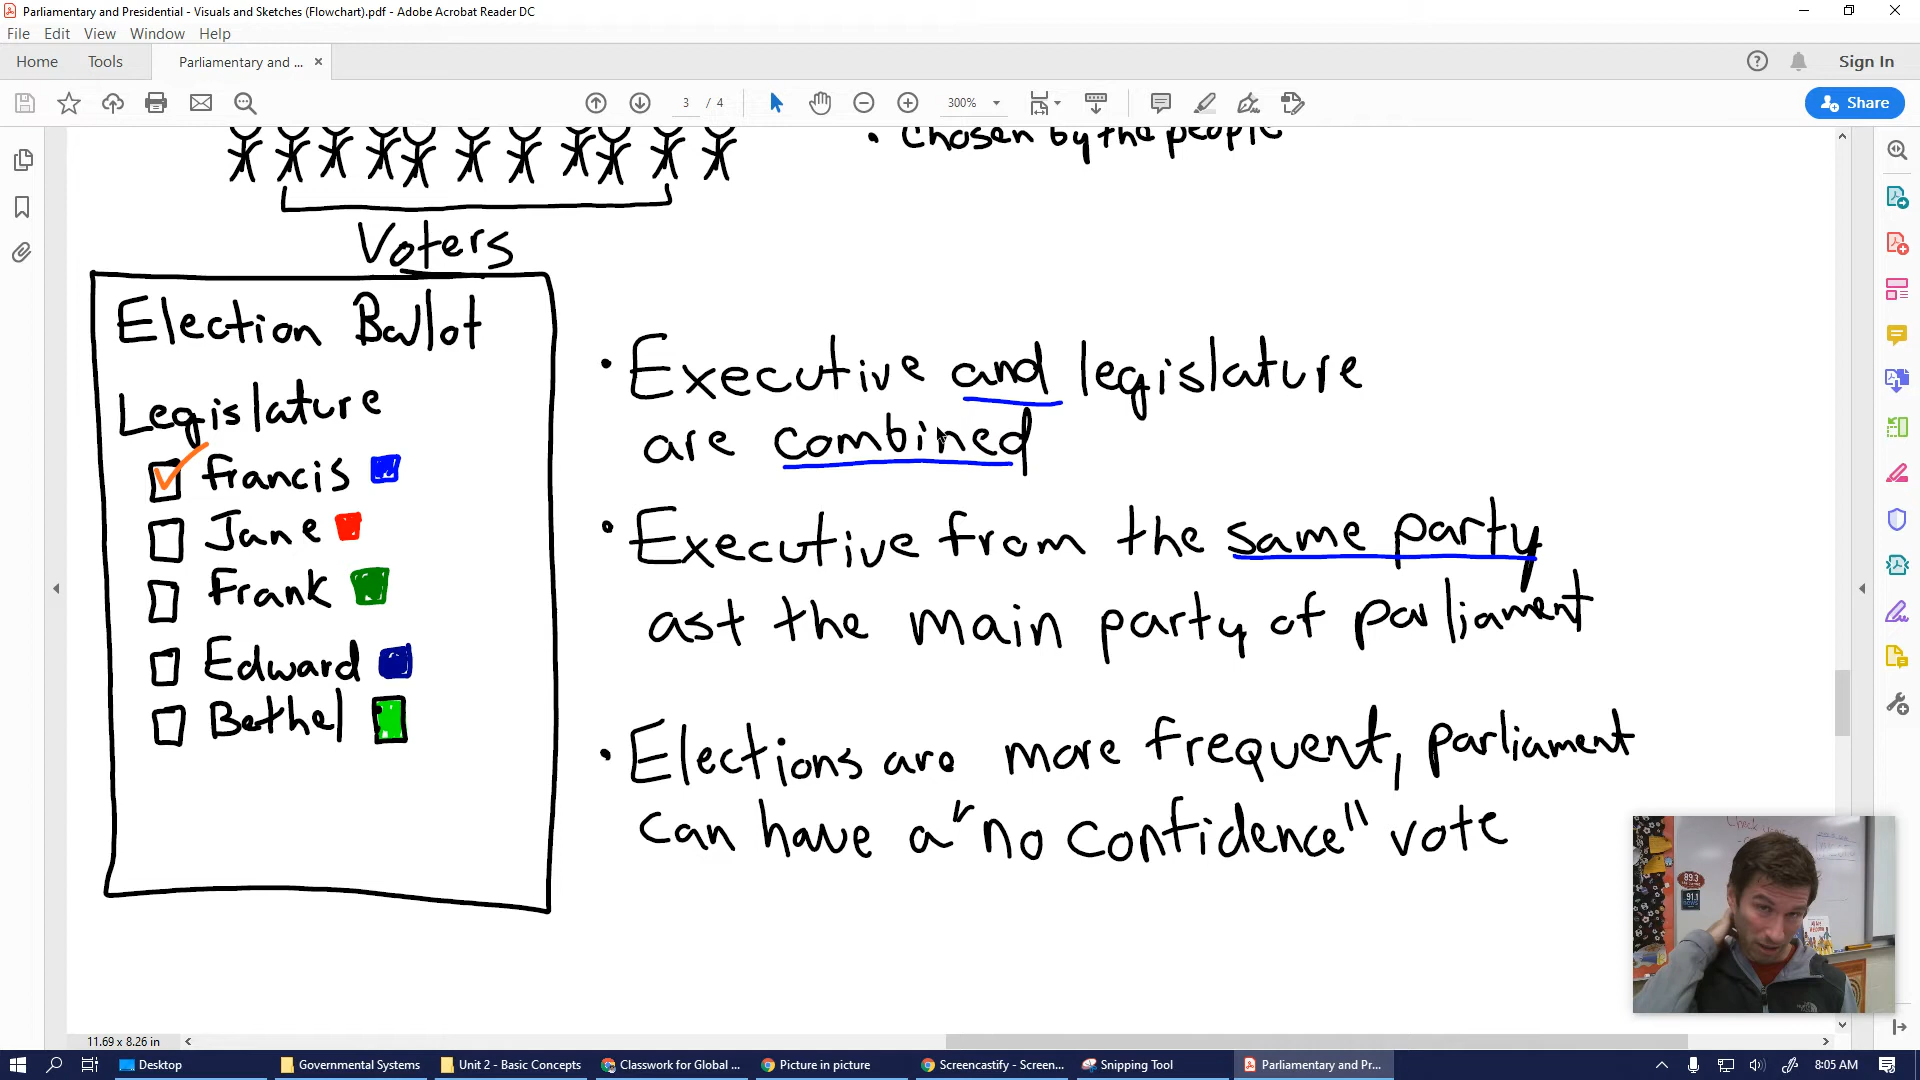 Parliamentary and Presidential - Visuals and Sketches (Flowchart).pdf - Adobe Acrobat Reader DC
File Edit View Window Help
Home Tools Parliamentary and ... × Sign In
3 / 4 300% Share
• Chosen by the people
Voters
Election Ballot
Legislature
Francis
Jane
Frank
Edward
Bethel
• Executive and legislature
are combined
• Executive from the same party
ast the main party of parliament
• Elections are more frequent, parliament
can have a "no confidence" vote
89.3
91.1
11.69 x 8.26 in
Desktop Governmental Systems Unit 2 - Basic Concepts Classwork for Global ... Picture in picture Screencastify - Screen... Snipping Tool Parliamentary and Pr... 8:05 AM